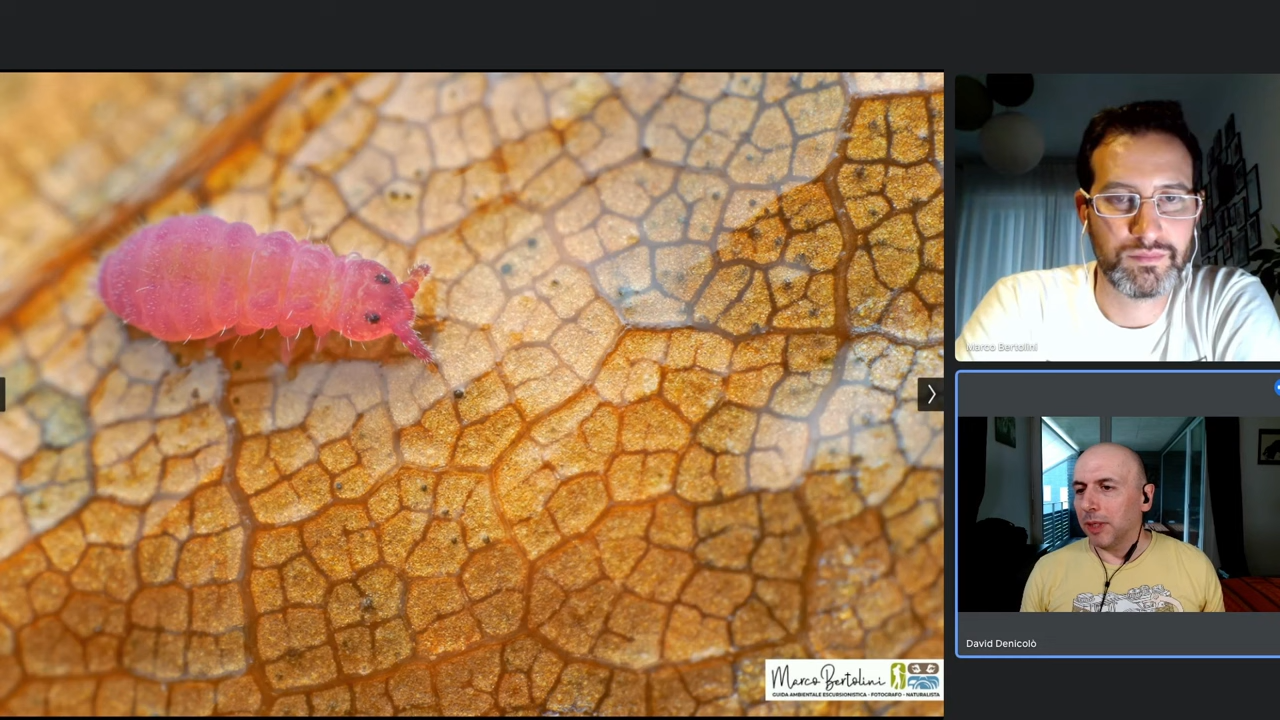 Marco Bertolini
David Denicolò
Marco Bertolini
GUIDA AMBIENTALE ESCURSIONISTICA - FOTOGRAFO - NATURALISTA